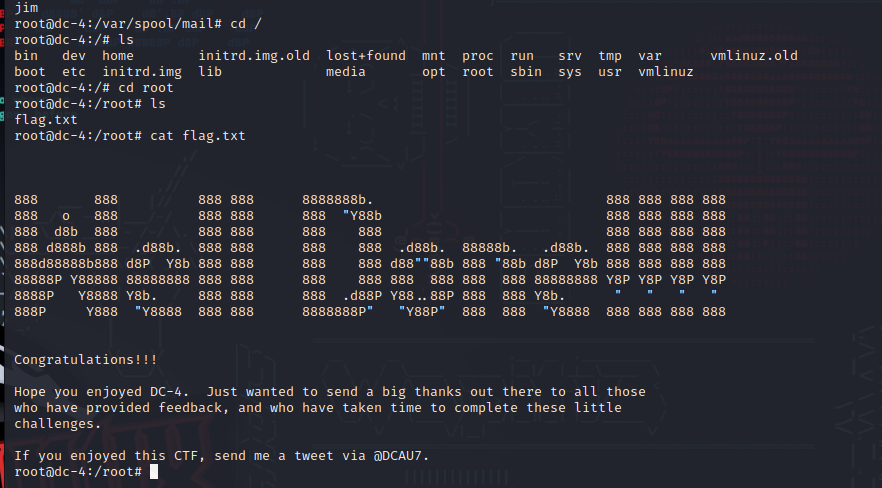 jim
root@dc-4:/var/spool/mail# cd /
root@dc-4:/# ls
bin   dev  home        initrd.img.old  lost+found  mnt  proc  run   srv  tmp  var      vmlinuz.old
boot  etc  initrd.img  lib             media       opt  root  sbin  sys  usr  vmlinuz
root@dc-4:/# cd root
root@dc-4:/root# ls
flag.txt
root@dc-4:/root# cat flag.txt
888       888          888 888      8888888b.                             888 888 888 888
888   o   888          888 888      888  "Y88b                            888 888 888 888
888  d8b  888          888 888      888    888                            888 888 888 888
888 d888b 888  .d88b.  888 888      888    888  .d88b.  88888b.   .d88b.  888 888 888 888
888d88888b888 d8P  Y8b 888 888      888    888 d88""88b 888 "88b d8P  Y8b 888 888 888 888
88888P Y88888 88888888 888 888      888    888 888  888 888  888 88888888 Y8P Y8P Y8P Y8P
8888P   Y8888 Y8b.     888 888      888  .d88P Y88..88P 888  888 Y8b.      "   "   "   "
888P     Y888  "Y8888  888 888      8888888P"   "Y88P"  888  888  "Y8888  888 888 888 888
Congratulations!!!
Hope you enjoyed DC-4.  Just wanted to send a big thanks out there to all those
who have provided feedback, and who have taken time to complete these little
challenges.
If you enjoyed this CTF, send me a tweet via @DCAU7.
root@dc-4:/root#